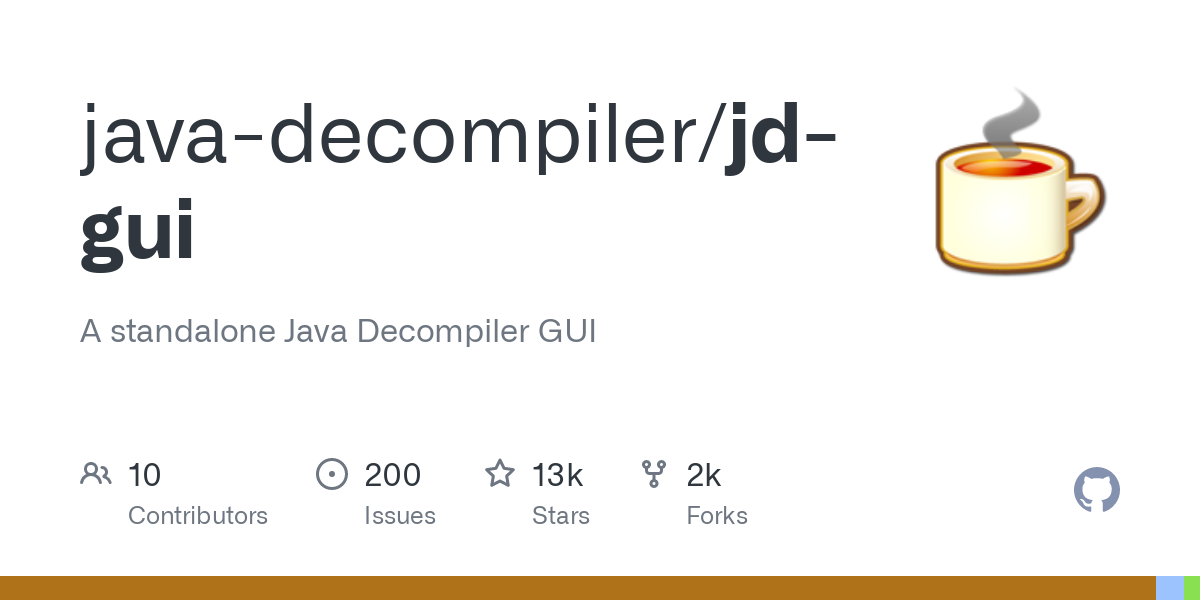 java-decompiler/jd-
gui
A standalone Java Decompiler GUI
10 200 13k 2k
Contributors Issues Stars Forks